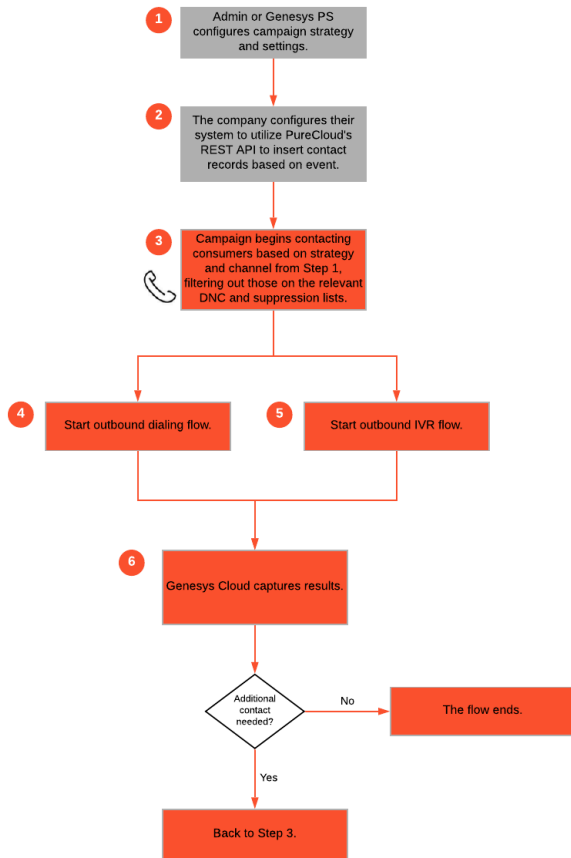 1
Admin or Genesys PS
configures campaign strategy
and settings.
2
The company configures their
system to utilize PureCloud's
REST API to insert contact
records based on event.
3
Campaign begins contacting
consumers based on strategy
and channel from Step 1,
filtering out those on the relevant
DNC and suppression lists.
4
Start outbound dialing flow.
5
Start outbound IVR flow.
6
Genesys Cloud captures results.
Additional
contact
needed?
No
The flow ends.
Yes
Back to Step 3.